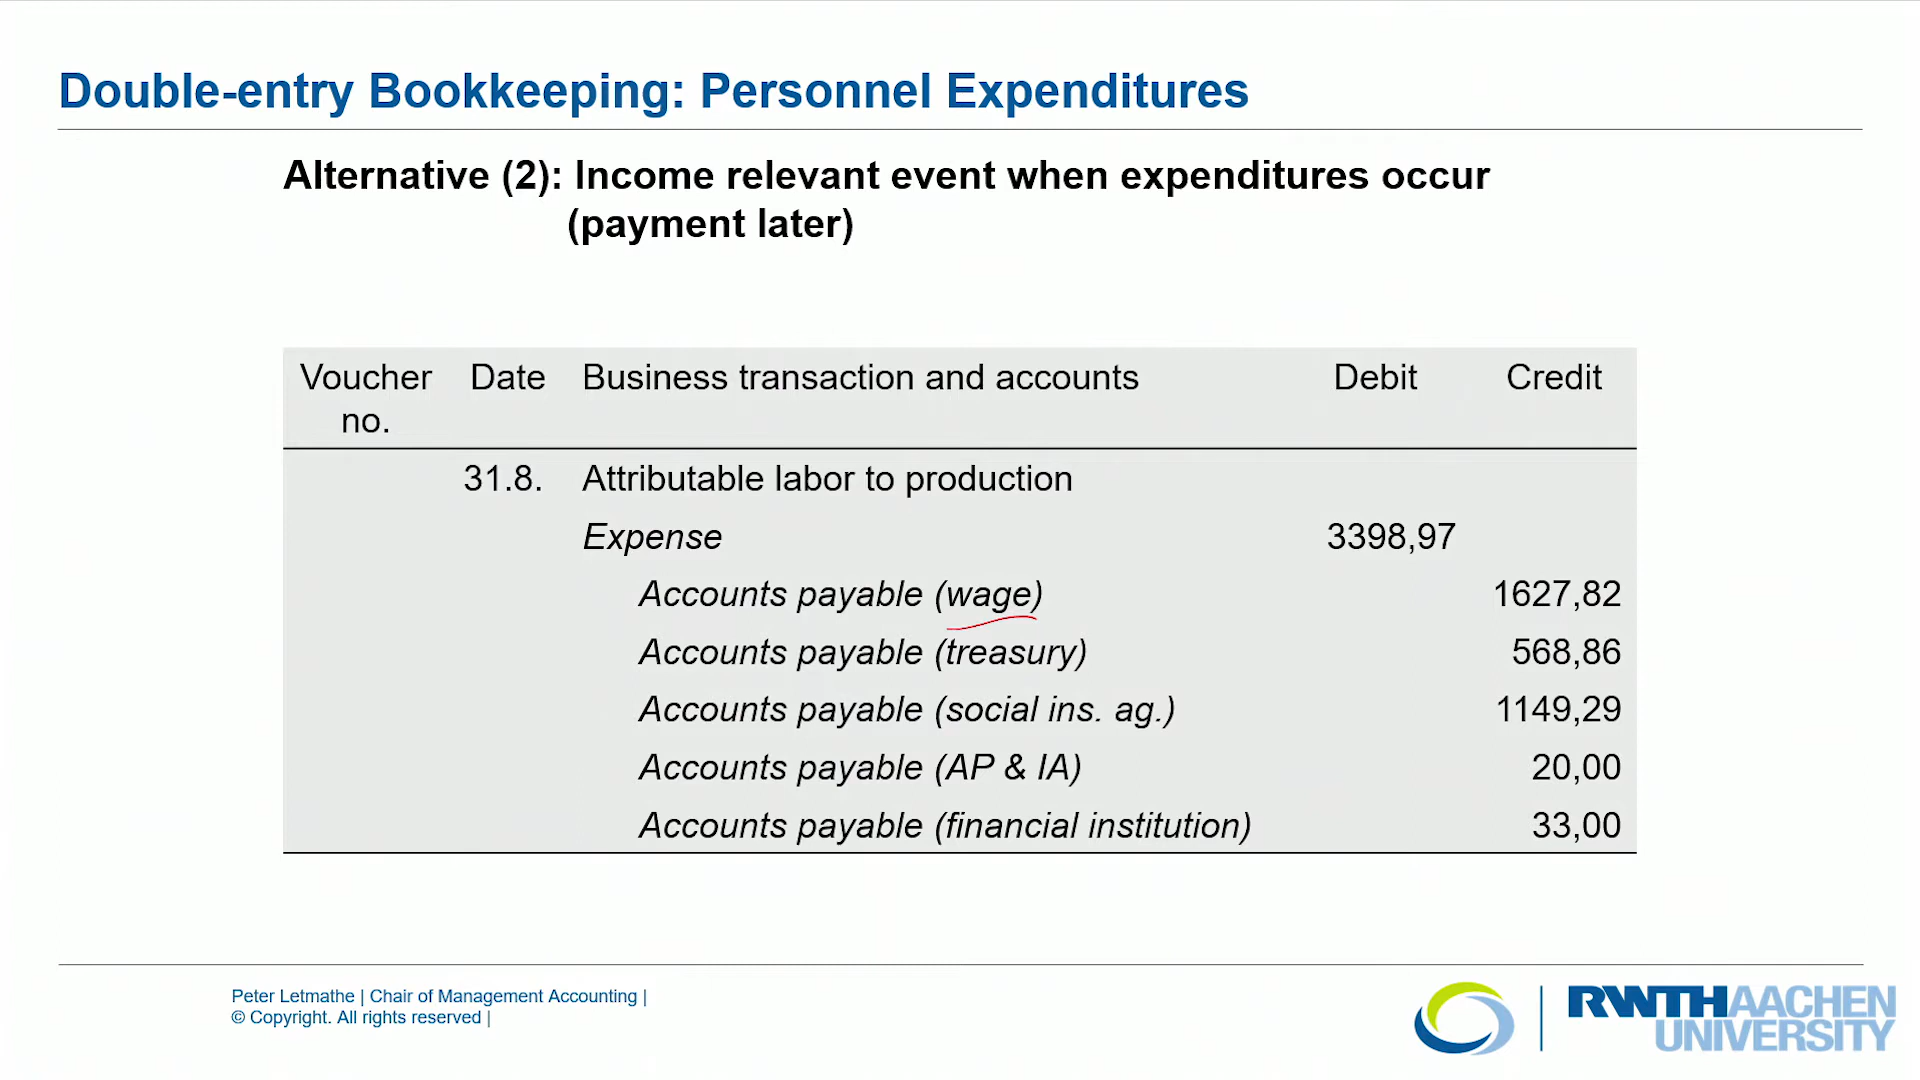 Double-entry Bookkeeping: Personnel Expenditures
Alternative (2): Income relevant event when expenditures occur
(payment later)
Voucher no. Date Business transaction and accounts Debit Credit
31.8. Attributable labor to production
Expense 3398,97
Accounts payable (wage) 1627,82
Accounts payable (treasury) 568,86
Accounts payable (social ins. ag.) 1149,29
Accounts payable (AP & IA) 20,00
Accounts payable (financial institution) 33,00
Peter Letmathe | Chair of Management Accounting |
© Copyright. All rights reserved |
RWTHAACHEN
UNIVERSITY